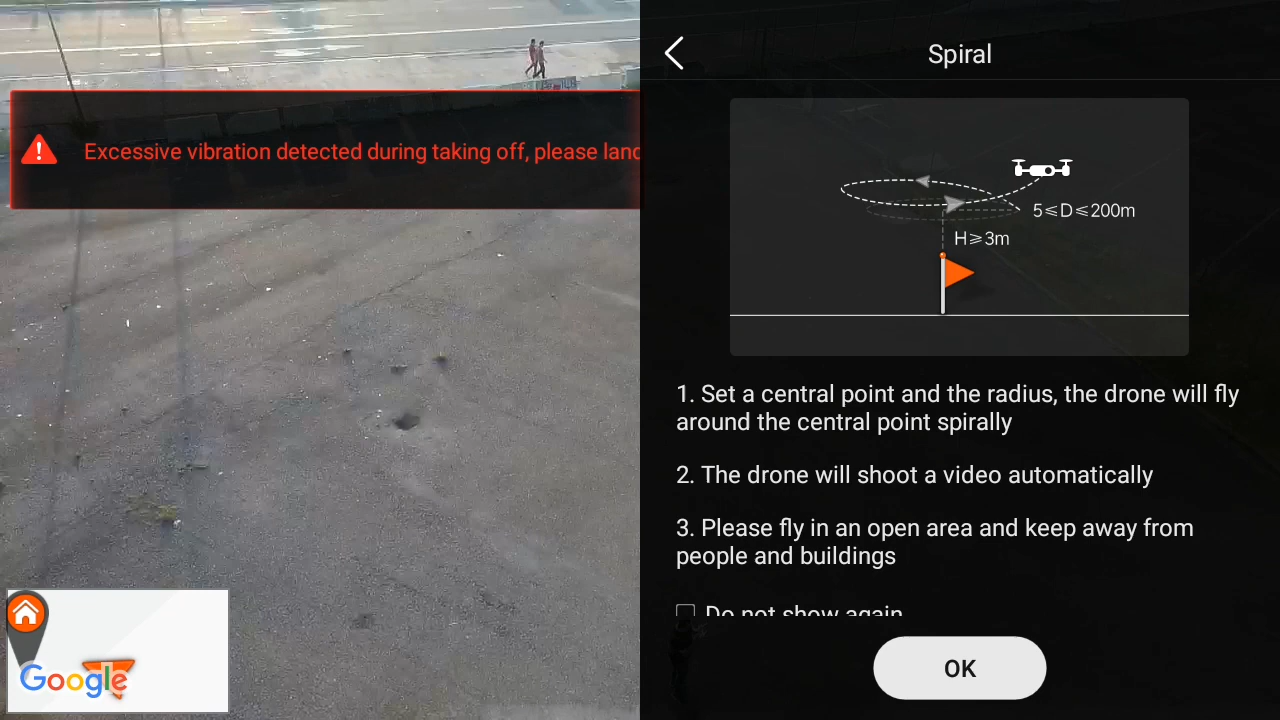 Excessive vibration detected during taking off, please land
Google
Spiral
5≤D≤200m
H≥3m
1. Set a central point and the radius, the drone will fly
around the central point spirally
2. The drone will shoot a video automatically
3. Please fly in an open area and keep away from
people and buildings
Do not show again
OK